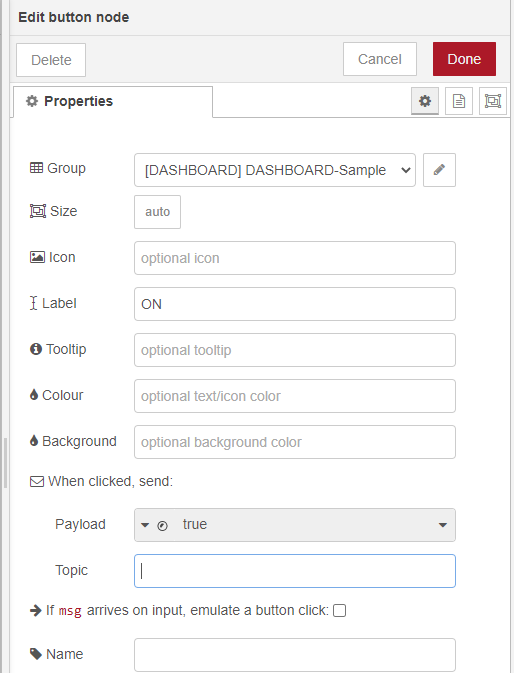 Edit button node
Delete
Cancel
Done
Properties
Group
[DASHBOARD] DASHBOARD-Sample
Size
auto
Icon
optional icon
Label
ON
Tooltip
optional tooltip
Colour
optional text/icon color
Background
optional background color
When clicked, send:
Payload
true
Topic
If msg arrives on input, emulate a button click:
Name